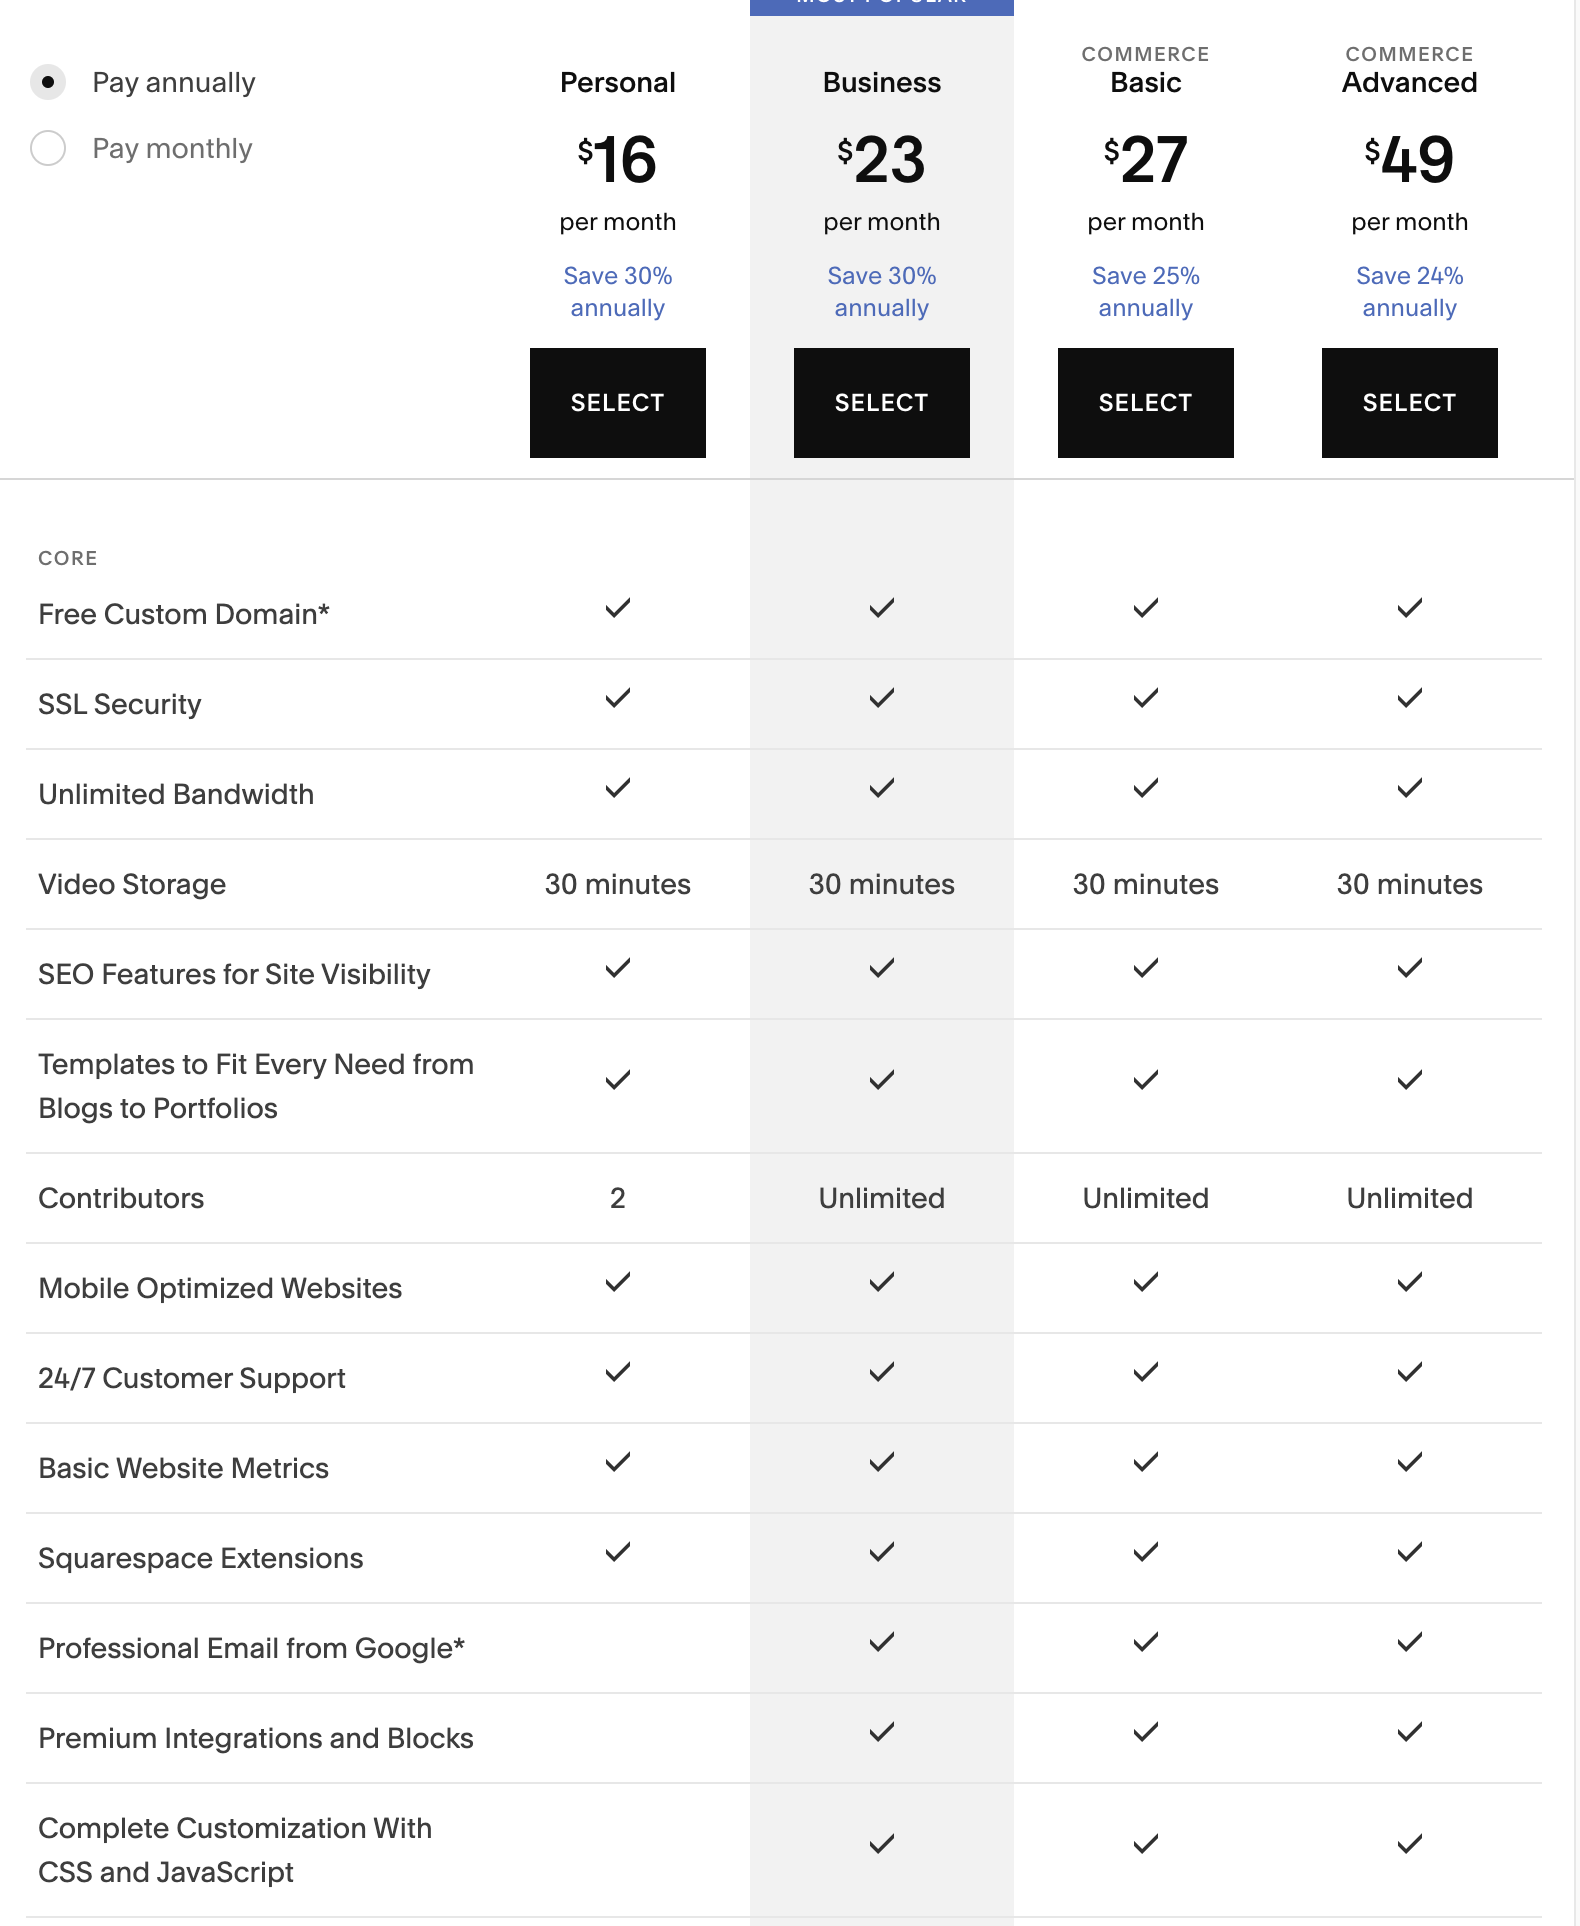 MOST POPULAR
Pay annually
Pay monthly
Personal
$16
per month
Save 30%
annually
SELECT
Business
$23
per month
Save 30%
annually
SELECT
COMMERCE
Basic
$27
per month
Save 25%
annually
SELECT
COMMERCE
Advanced
$49
per month
Save 24%
annually
SELECT
CORE
Free Custom Domain*
SSL Security
Unlimited Bandwidth
Video Storage 30 minutes 30 minutes 30 minutes 30 minutes
SEO Features for Site Visibility
Templates to Fit Every Need from
Blogs to Portfolios
Contributors 2 Unlimited Unlimited Unlimited
Mobile Optimized Websites
24/7 Customer Support
Basic Website Metrics
Squarespace Extensions
Professional Email from Google*
Premium Integrations and Blocks
Complete Customization With
CSS and JavaScript